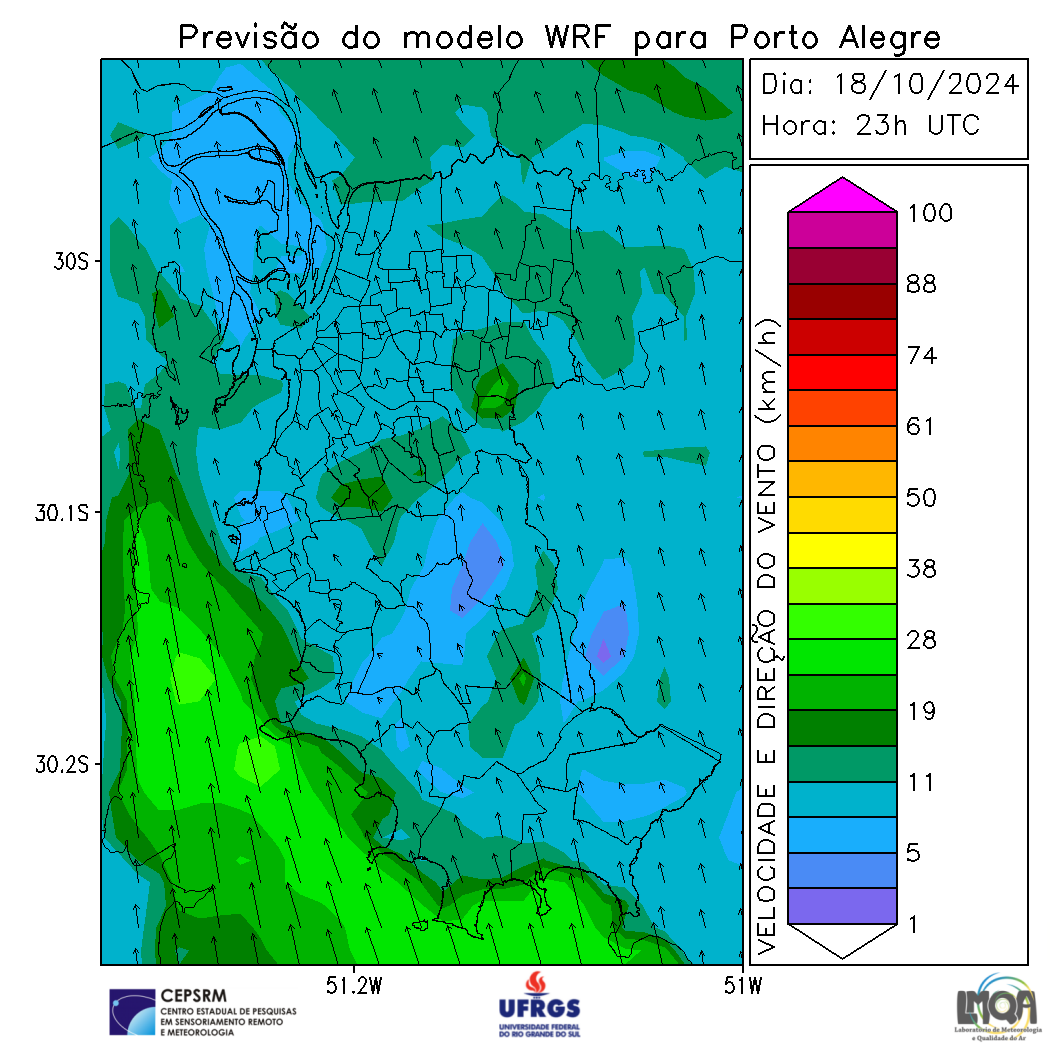 Previsão do modelo WRF para Porto Alegre
Dia: 18/10/2024
Hora: 23h UTC
30S
30.1S
30.2S
51.2W
51W
VELOCIDADE E DIREÇÃO DO VENTO (km/h)
100
88
74
61
50
38
28
19
11
5
1
CEPSRM
CENTRO ESTADUAL DE PESQUISAS
EM SENSORIAMENTO REMOTO
E METEOROLOGIA
UFRGS
UNIVERSIDADE FEDERAL
DO RIO GRANDE DO SUL
LMQA
Laboratório de Meteorologia
e Qualidade do Ar